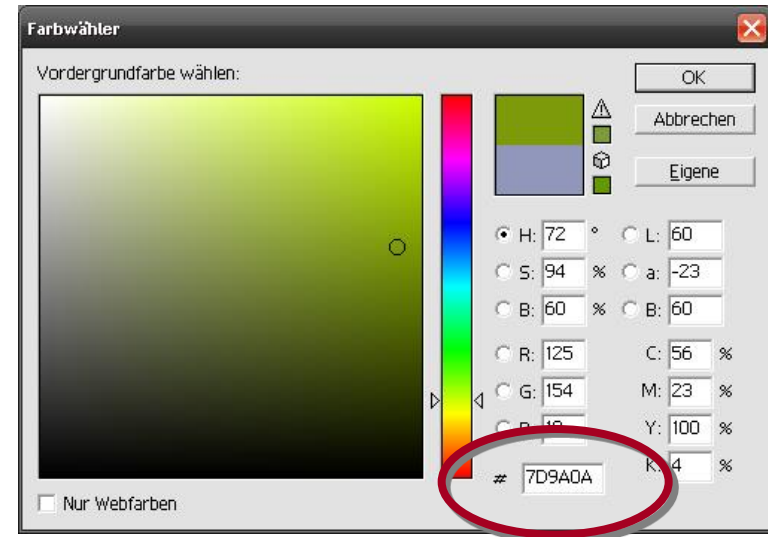 Farbwähler
Vordergrundfarbe wählen:
OK
Abbrechen
Eigene
H: 72 °
L: 60
S: 94 %
a: -23
B: 60 %
B: 60
R: 125
C: 56 %
G: 154
M: 23 %
Y: 100 %
# 7D9A0A
K: 4 %
Nur Webfarben